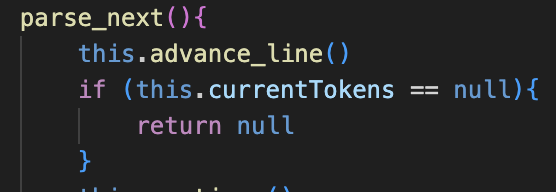 parse_next(){
this.advance_line()
if (this.currentTokens == null){
return null
}